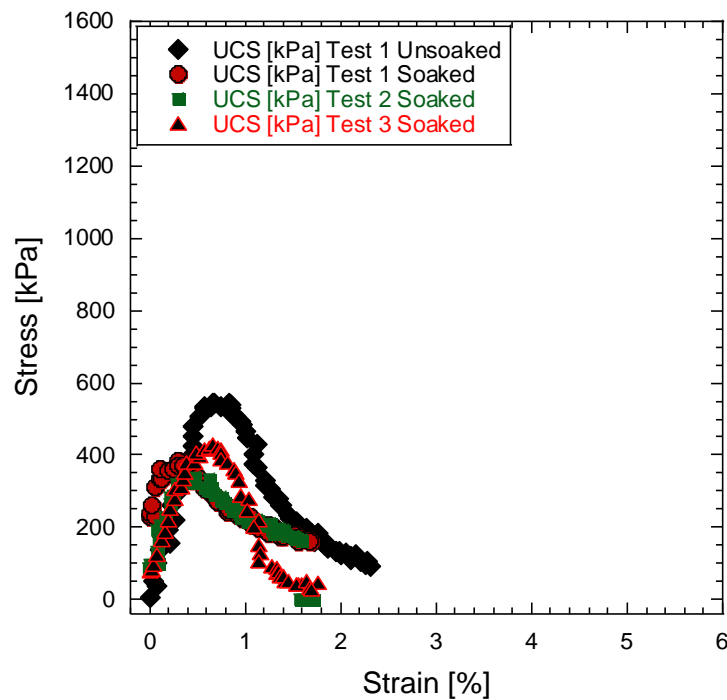 UCS [kPa] Test 1 Unsoaked
UCS [kPa] Test 1 Soaked
UCS [kPa] Test 2 Soaked
UCS [kPa] Test 3 Soaked
1600
1400
1200
1000
800
600
400
200
0
Stress [kPa]
0 1 2 3 4 5 6
Strain [%]